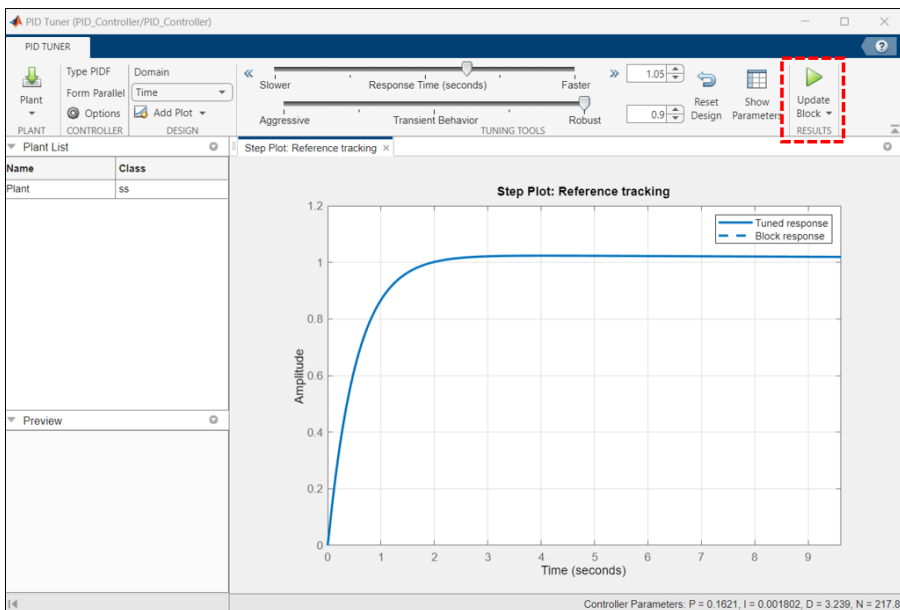 PID Tuner (PID_Controller/PID_Controller)
PID TUNER
?
Plant
Type PIDF
Form Parallel
Options
Domain
Time
Add Plot
Slower
Response Time (seconds)
Faster
1.05
Aggressive
Transient Behavior
Robust
0.9
Reset
Design
Show
Parameters
Update
Block
PLANT
CONTROLLER
DESIGN
TUNING TOOLS
RESULTS
Plant List
Name Class
Plant ss
Preview
Step Plot: Reference tracking
Step Plot: Reference tracking
Tuned response
Block response
1.2
1
0.8
0.6
0.4
0.2
0
Amplitude
0 1 2 3 4 5 6 7 8 9
Time (seconds)
Controller Parameters: P = 0.1621, I = 0.001802, D = 3.239, N = 217.8